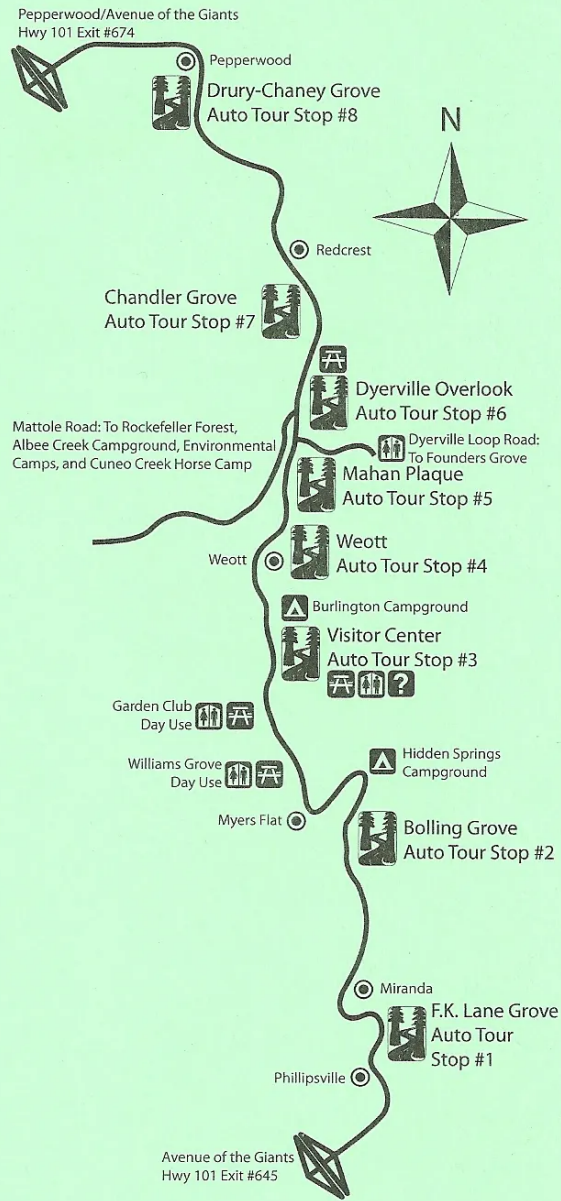 Pepperwood/Avenue of the Giants
Hwy 101 Exit #674
Pepperwood
Drury-Chaney Grove
Auto Tour Stop #8
N
Redcrest
Chandler Grove
Auto Tour Stop #7
Dyerville Overlook
Auto Tour Stop #6
Mattole Road: To Rockefeller Forest,
Albee Creek Campground, Environmental
Camps, and Cuneo Creek Horse Camp
Dyerville Loop Road:
To Founders Grove
Mahan Plaque
Auto Tour Stop #5
Weott
Weott
Auto Tour Stop #4
Burlington Campground
Visitor Center
Auto Tour Stop #3
?
Garden Club
Day Use
Williams Grove
Day Use
Hidden Springs
Campground
Myers Flat
Bolling Grove
Auto Tour Stop #2
Miranda
F.K. Lane Grove
Auto Tour
Stop #1
Phillipsville
Avenue of the Giants
Hwy 101 Exit #645